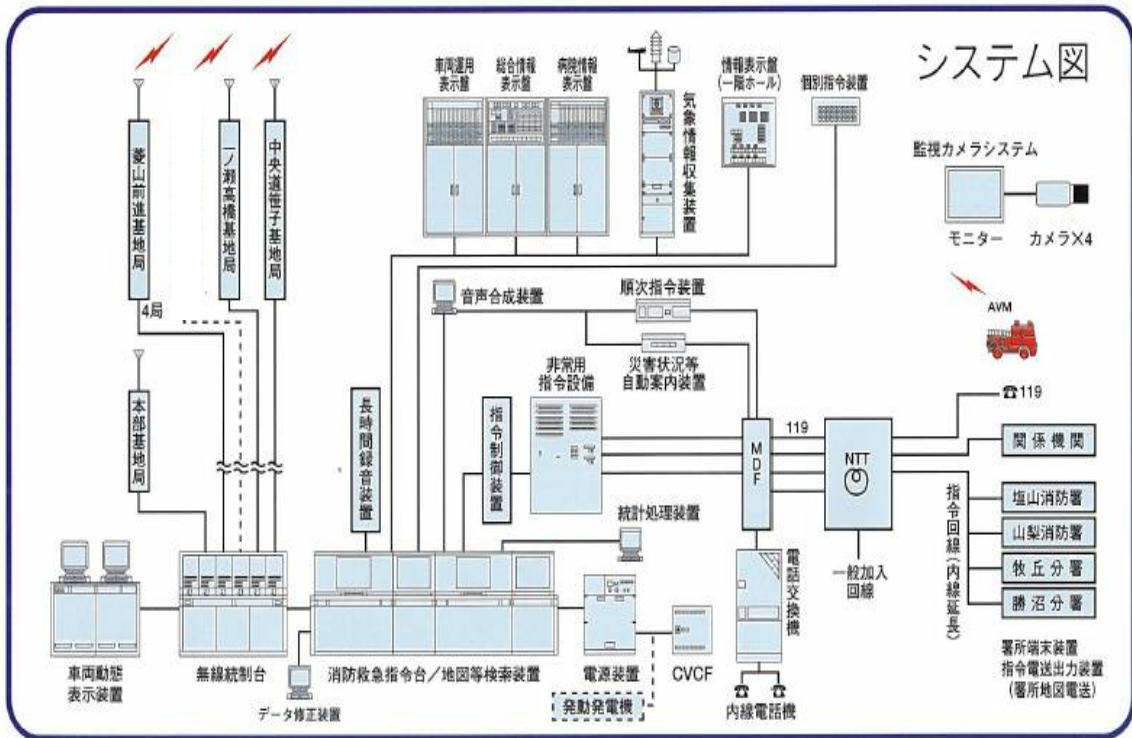 システム図
車両運用
表示盤
総合情報
表示盤
病院情報
表示盤
気象情報収集装置
情報表示盤
(一階ホール)
個別指令装置
監視カメラシステム
モニター
カメラ×4
菱山前進基地局
一ノ瀬高橋基地局
中央道笹子基地局
4局
本部基地局
音声合成装置
順次指令装置
災害状況等
自動案内装置
AVM
非常用
指令設備
長時間録音装置
指令制御装置
統計処理装置
MDF
119
NTT
☎119
関係機関
指令回線(内線延長)
塩山消防署
山梨消防署
牧丘分署
勝沼分署
一般加入
回線
電話交換機
車両動態
表示装置
無線統制台
データ修正装置
消防救急指令台/地図等検索装置
電源装置
CVCF
発動発電機
内線電話機
署所端末装置
指令電送出力装置
(署所地図電送)